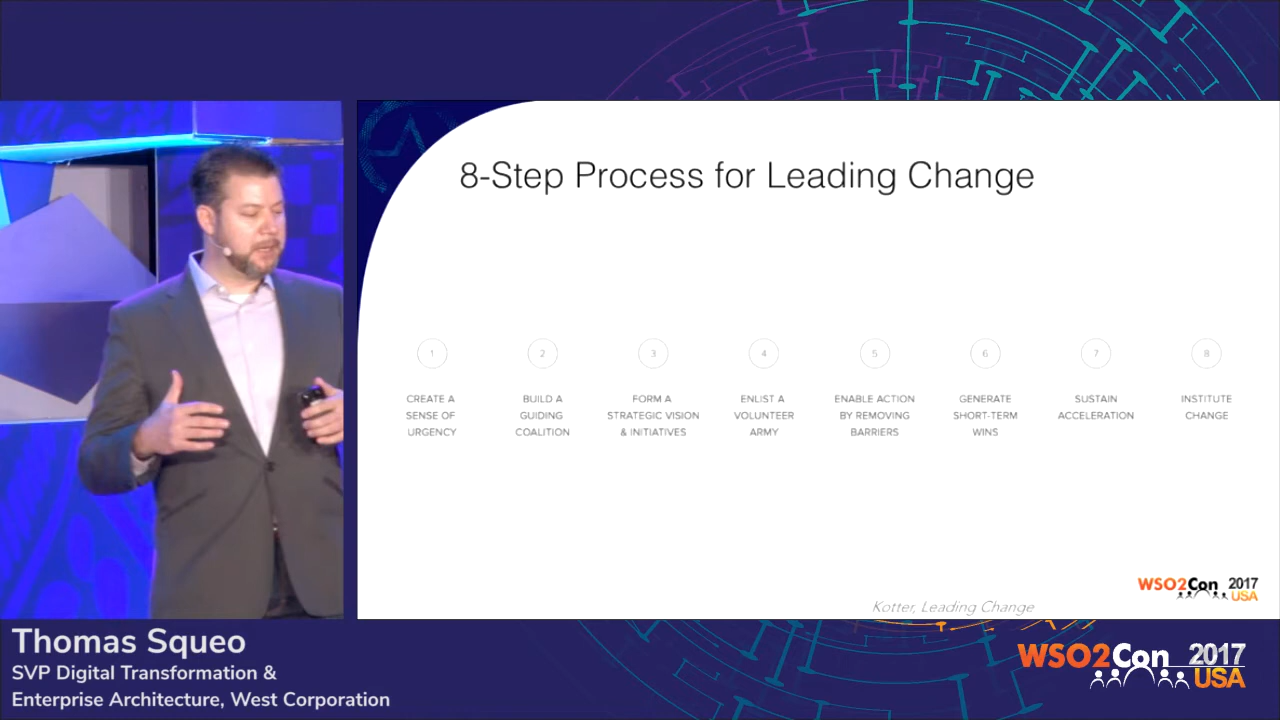 8-Step Process for Leading Change
1
2
3
4
5
6
7
8
CREATE A
SENSE OF
URGENCY
BUILD A
GUIDING
COALITION
FORM A
STRATEGIC VISION
& INITIATIVES
ENLIST A
VOLUNTEER
ARMY
ENABLE ACTION
BY REMOVING
BARRIERS
GENERATE
SHORT-TERM
WINS
SUSTAIN
ACCELERATION
INSTITUTE
CHANGE
WSO2Con 2017
USA
Kotter, Leading Change
Thomas Squeo
SVP Digital Transformation &
Enterprise Architecture, West Corporation
WSO2Con 2017
USA